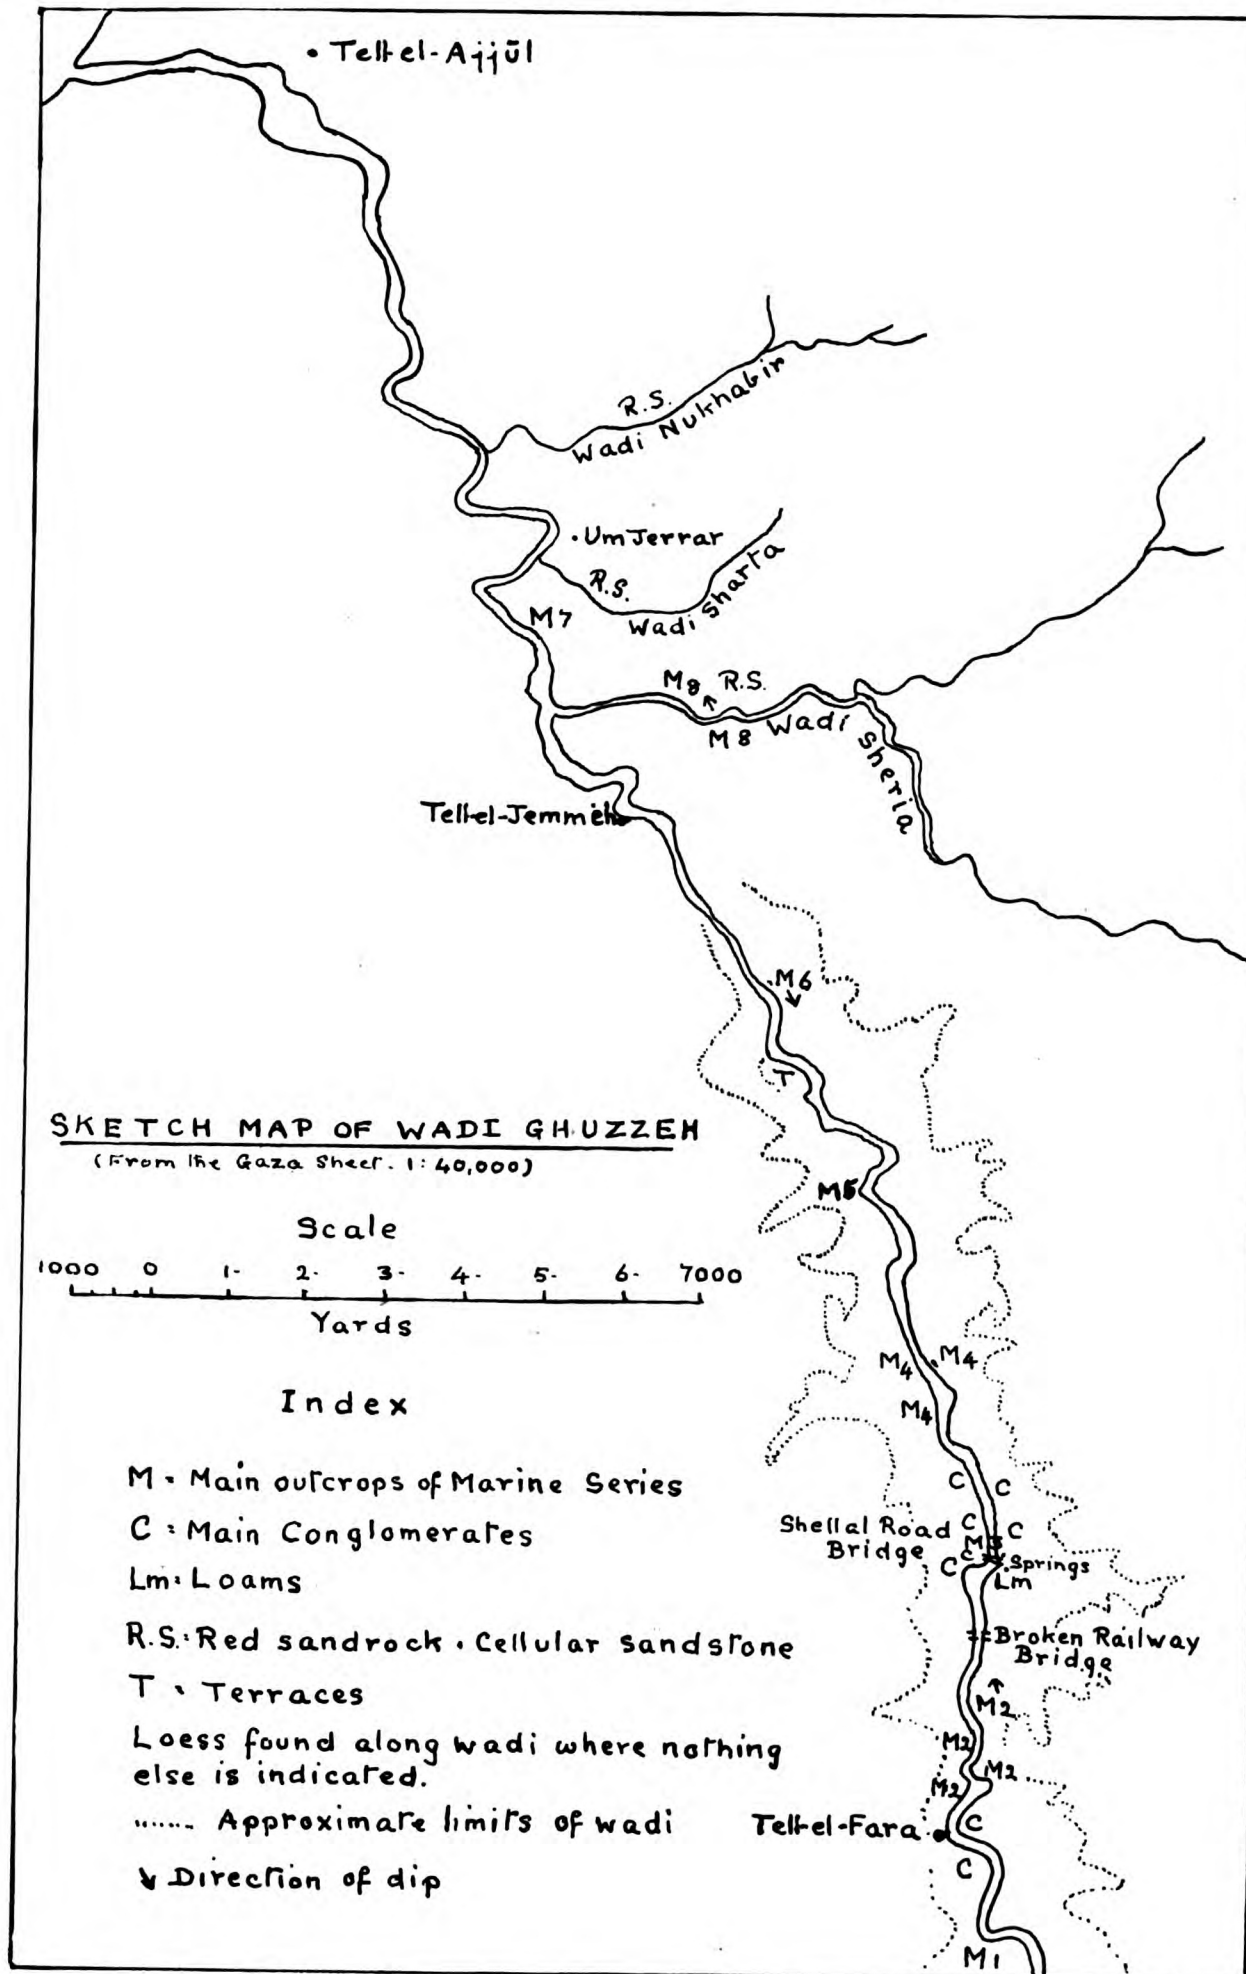 Tell-el-Ajjūl
R.S.
Wadi Nukhabir
Um Jerrar
R.S.
Wadi Sharta
M7
M8 R.S.
M8 Wadi Sheria
Tell-el-Jemmeh
M6
T
SKETCH MAP OF WADI GHUZZEH
(From the Gaza Sheet. 1:40,000)
M5
Scale
1000 0 1. 2. 3. 4. 5. 6. 7000
Yards
M4 M4
M4
Index
M = Main outcrops of Marine Series
C C
C = Main Conglomerates
Shellal Road C C
Bridge M3
C C Springs
Lm
Lm = Loams
R.S. = Red sandrock. Cellular sandstone
Broken Railway
Bridge
T = Terraces
M2
Loess found along wadi where nothing
else is indicated.
M2
M2 M2
........ Approximate limits of wadi
Tell-el-Fara C
C
Direction of dip
M1